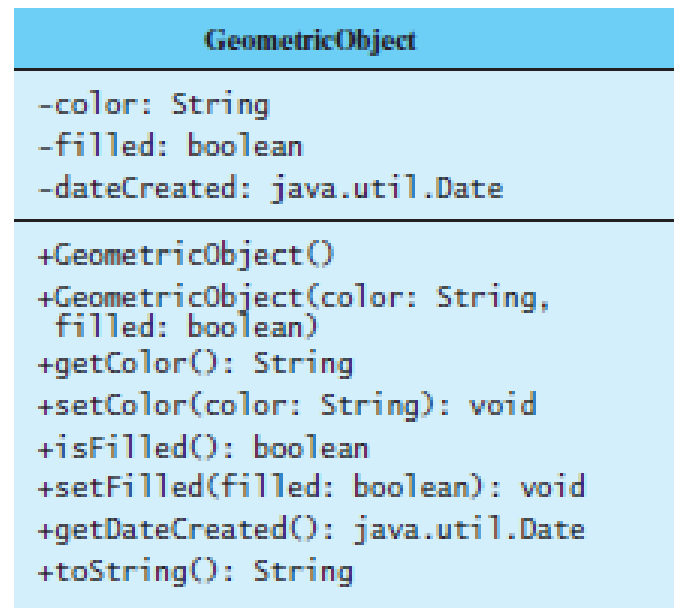 GeometricObject
-color: String
-filled: boolean
-dateCreated: java.util.Date
+GeometricObject()
+GeometricObject(color: String,
filled: boolean)
+getColor(): String
+setColor(color: String): void
+isFilled(): boolean
+setFilled(filled: boolean): void
+getDateCreated(): java.util.Date
+toString(): String